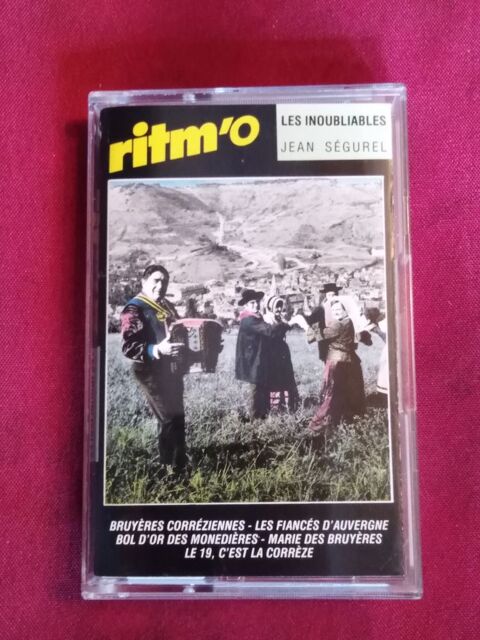 ritm'o
LES INOUBLIABLES
JEAN SÉGUREL
BRUYÈRES CORRÉZIENNES - LES FIANCÉS D'AUVERGNE
BOL D'OR DES MONEDIÈRES - MARIE DES BRUYÈRES
LE 19, C'EST LA CORRÈZE